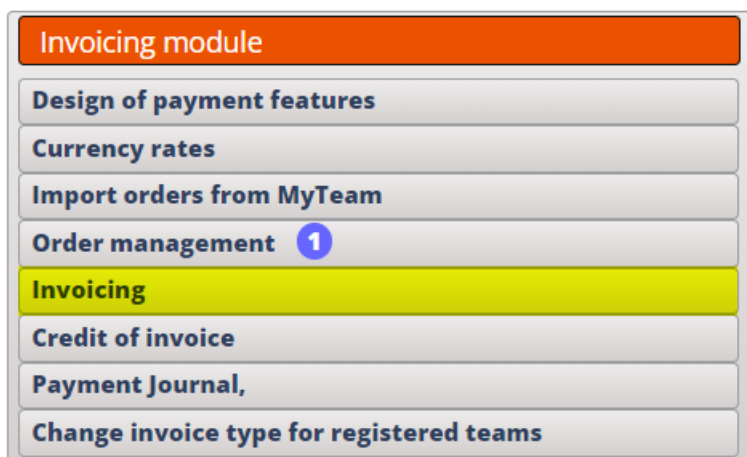 Invoicing module
Design of payment features
Currency rates
Import orders from MyTeam
Order management 1
Invoicing
Credit of invoice
Payment Journal,
Change invoice type for registered teams